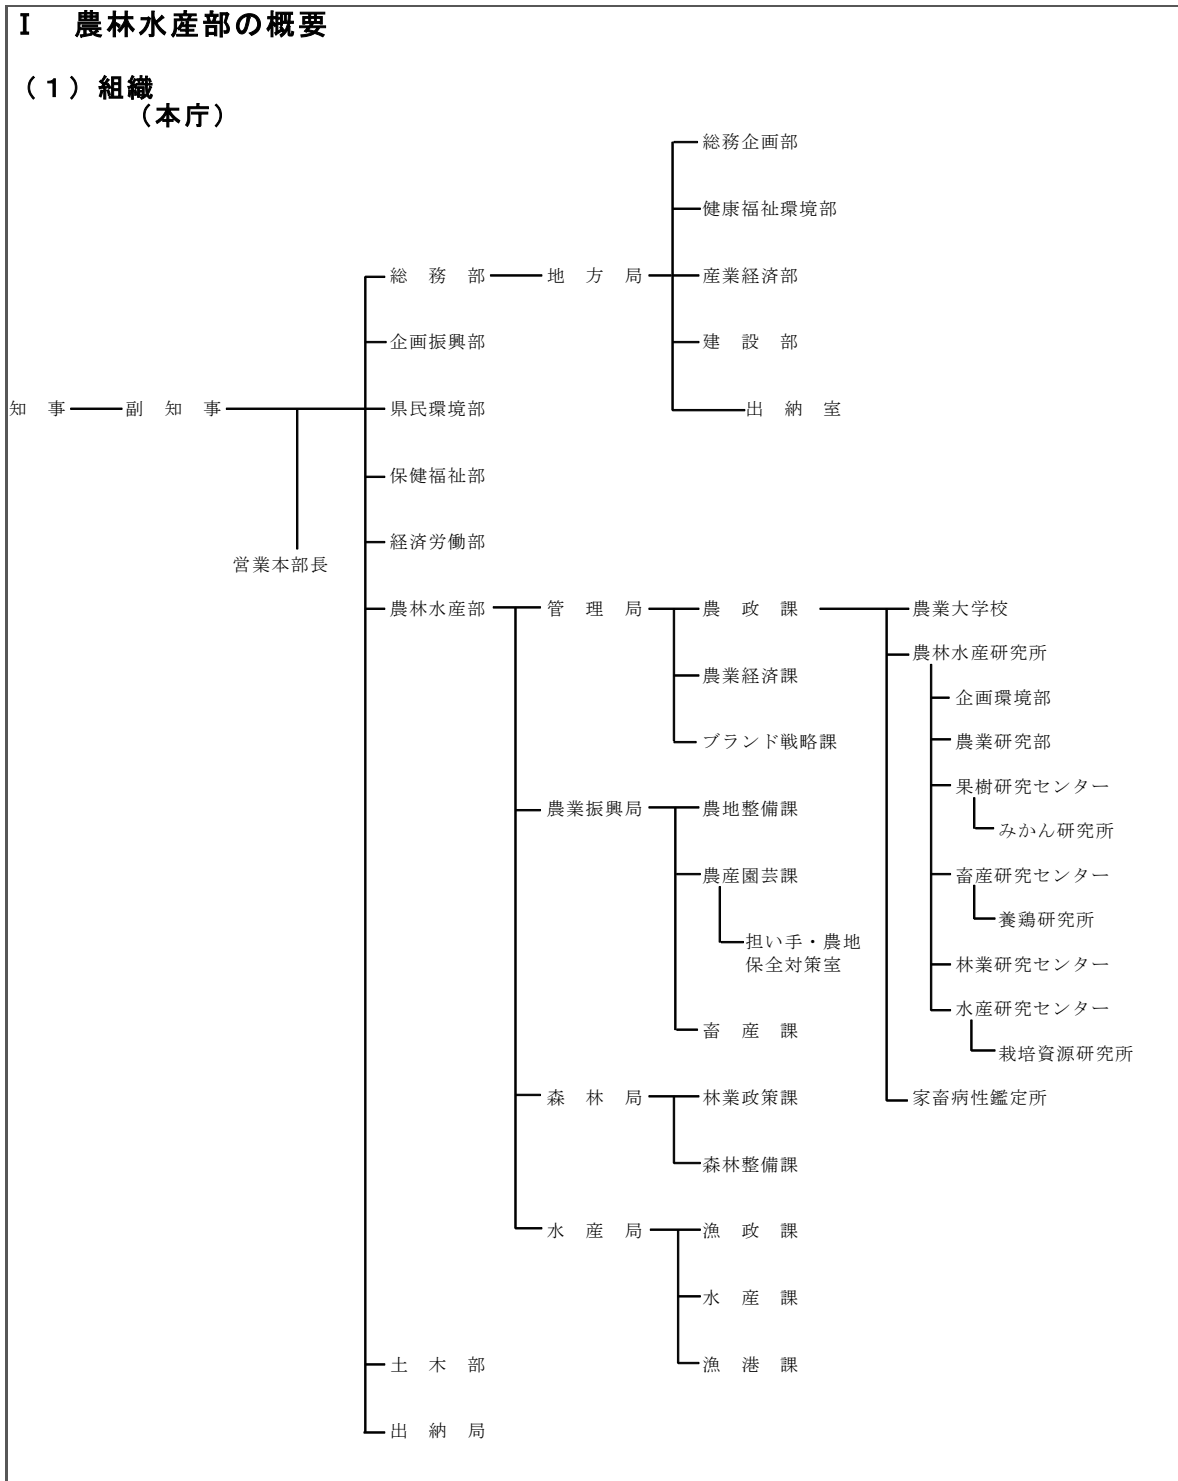 Ⅰ　農林水産部の概要
（１）組織
（本庁）
総務企画部
健康福祉環境部
総　務　部　地　方　局　産業経済部
企画振興部　建　設　部
知　事　副　知　事　県民環境部　出　納　室
保健福祉部
経済労働部
営業本部長
農林水産部　管　理　局　農　政　課　農業大学校
農林水産研究所
農業経済課　企画環境部
ブランド戦略課　農業研究部
果樹研究センター
農業振興局　農地整備課
みかん研究所
農産園芸課　畜産研究センター
養鶏研究所
担い手・農地
保全対策室　林業研究センター
水産研究センター
畜　産　課
栽培資源研究所
森　林　局　林業政策課　家畜病性鑑定所
森林整備課
水　産　局　漁　政　課
水　産　課
土　木　部　漁　港　課
出　納　局